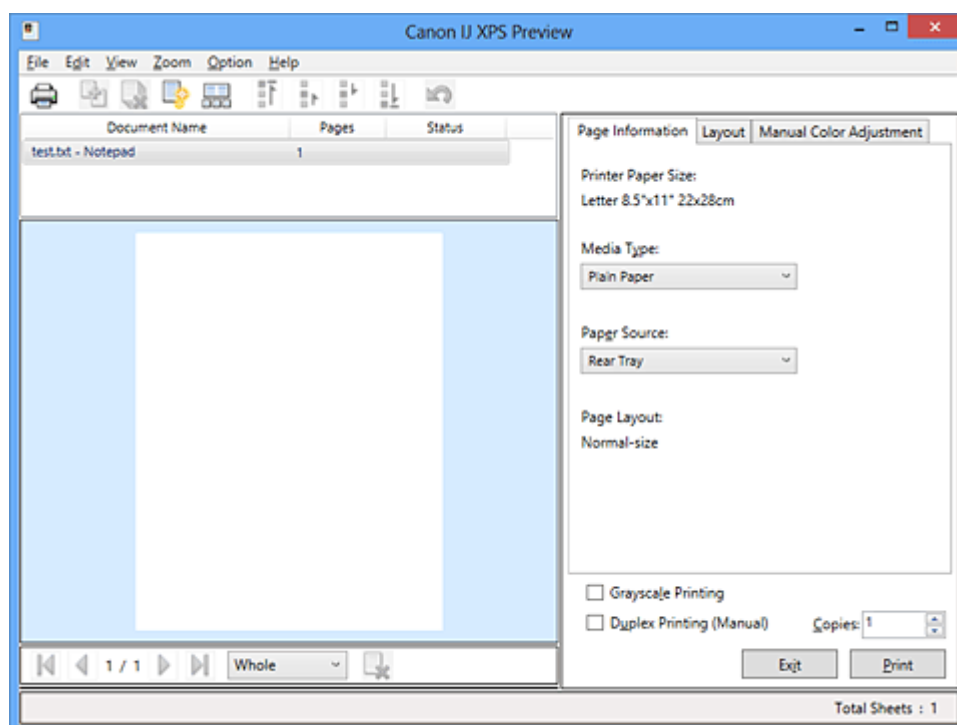 Canon IJ XPS Preview
File Edit View Zoom Option Help
Document Name Pages Status
test.txt - Notepad 1
Page Information Layout Manual Color Adjustment
Printer Paper Size:
Letter 8.5"x11" 22x28cm
Media Type:
Plain Paper
Paper Source:
Rear Tray
Page Layout:
Normal-size
Grayscale Printing
Duplex Printing (Manual) Copies: 1
1 / 1 Whole Exit Print
Total Sheets : 1